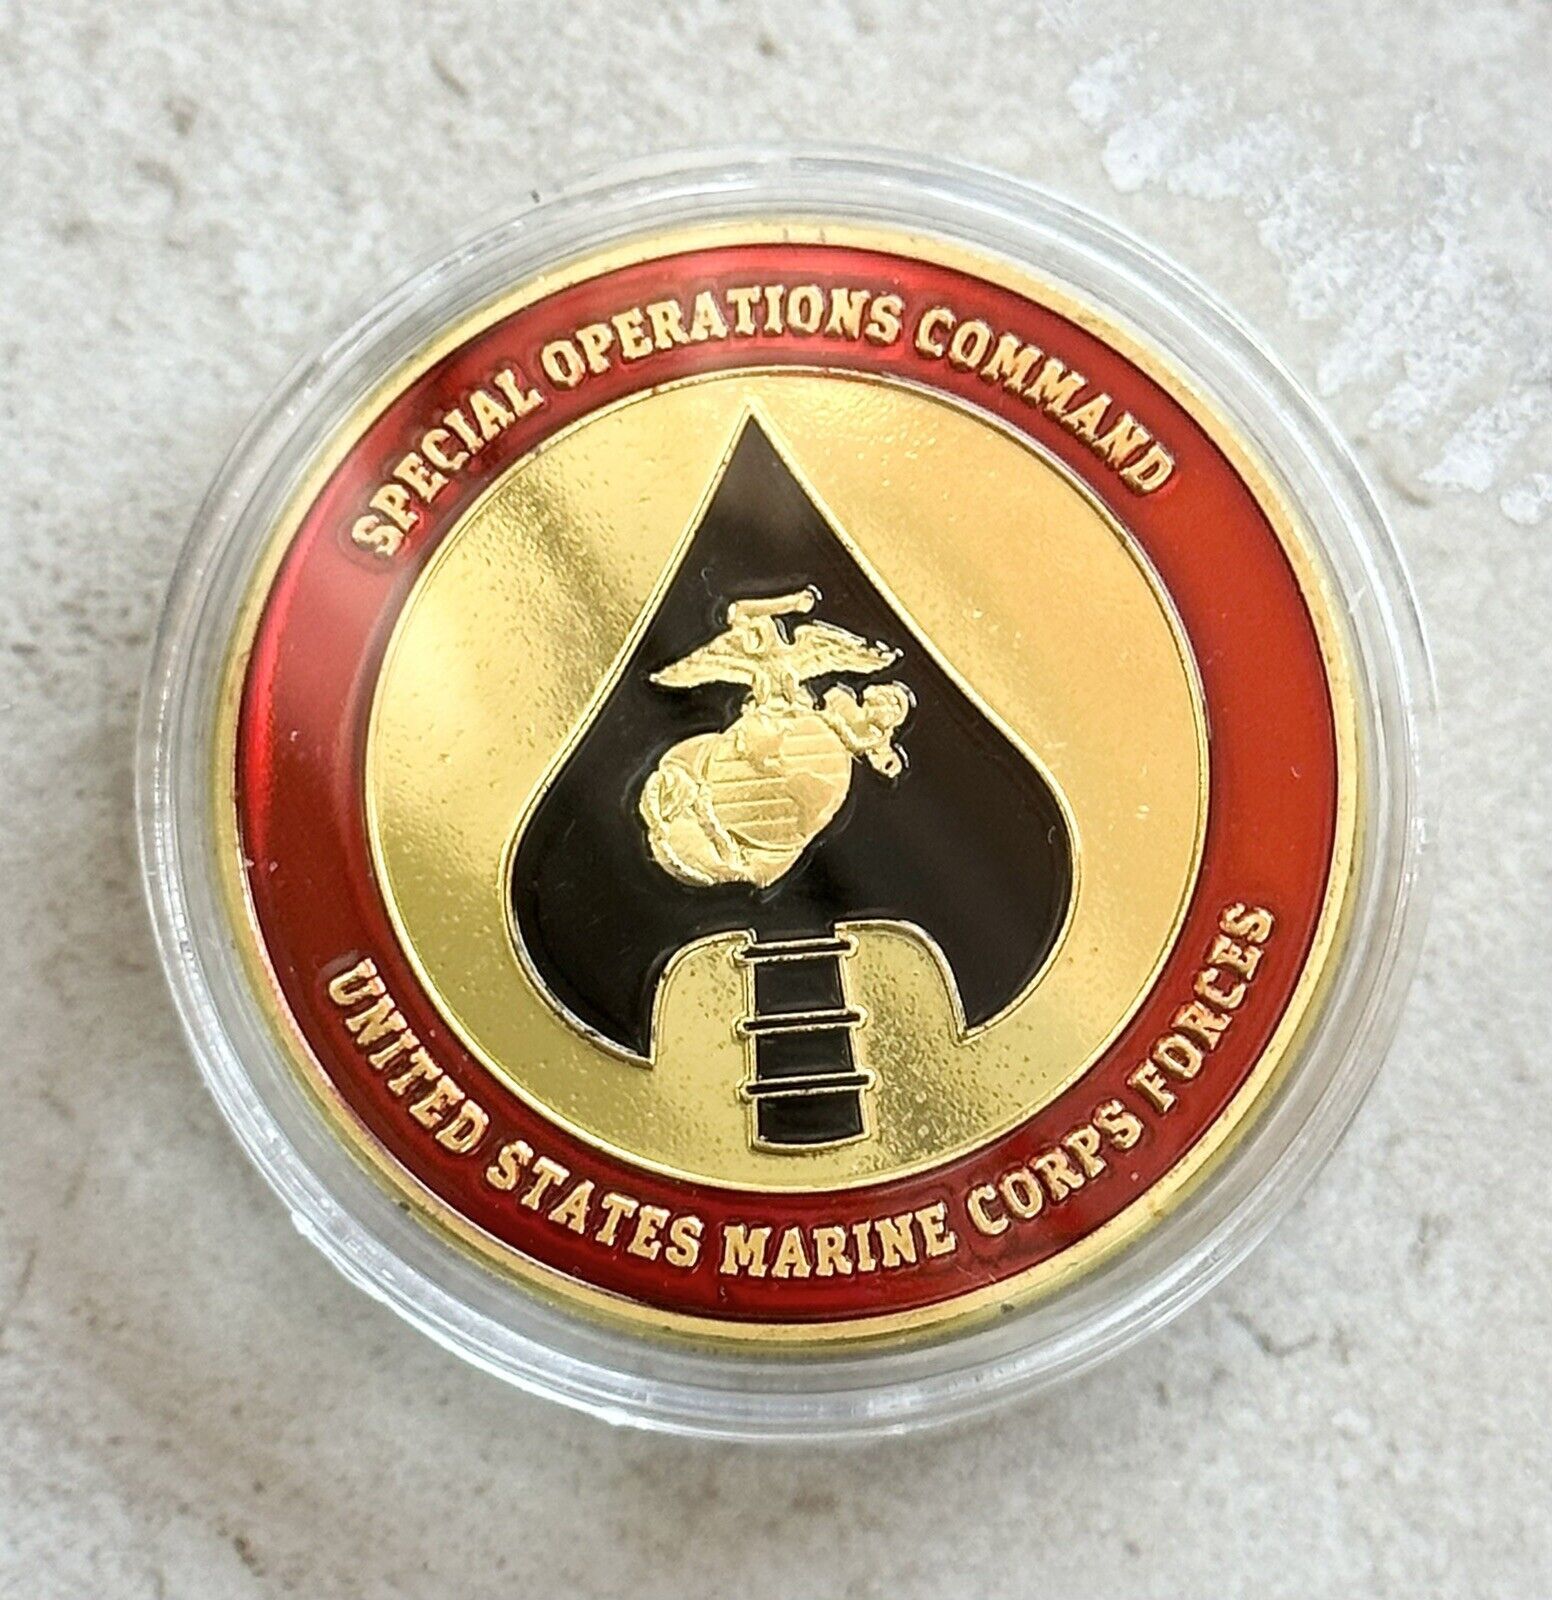 SPECIAL OPERATIONS COMMAND
UNITED STATES MARINE CORPS FORCES